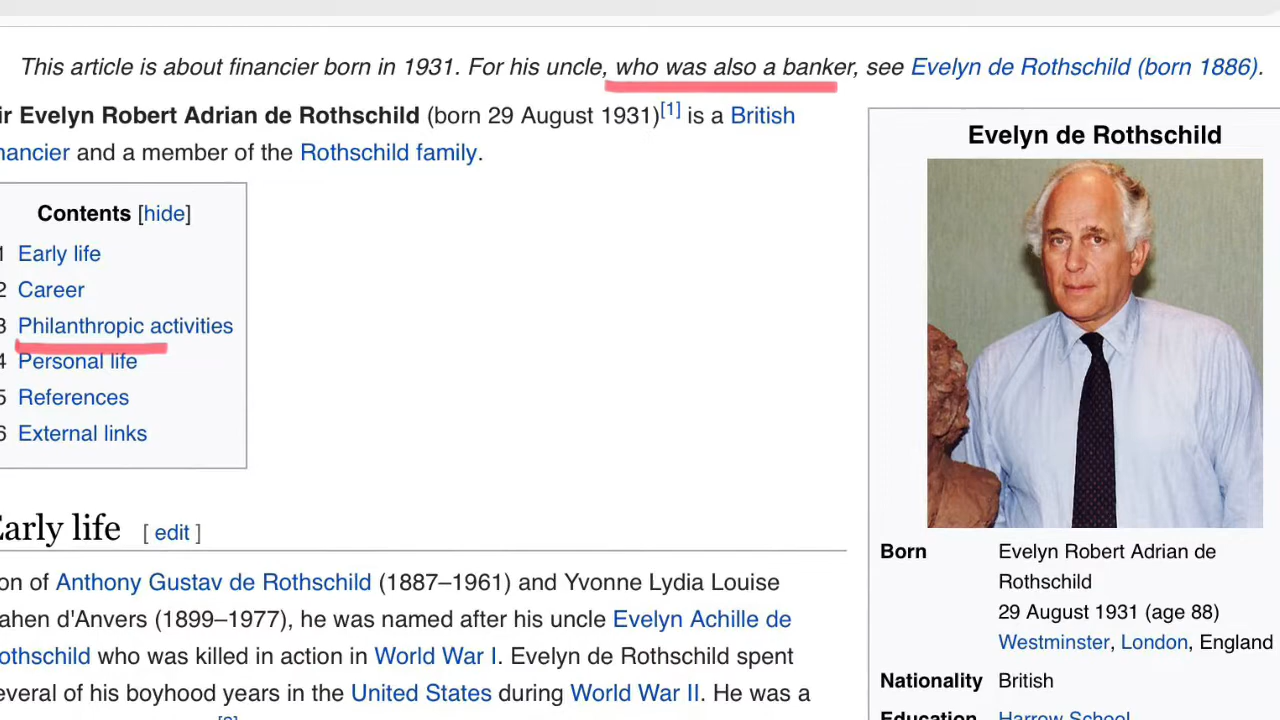 This article is about financier born in 1931. For his uncle, who was also a banker, see Evelyn de Rothschild (born 1886).
ir Evelyn Robert Adrian de Rothschild (born 29 August 1931)[1] is a British
nancier and a member of the Rothschild family.
Contents [hide]
1 Early life
2 Career
3 Philanthropic activities
4 Personal life
5 References
6 External links
Early life [ edit ]
on of Anthony Gustav de Rothschild (1887–1961) and Yvonne Lydia Louise
ahen d'Anvers (1899–1977), he was named after his uncle Evelyn Achille de
othschild who was killed in action in World War I. Evelyn de Rothschild spent
everal of his boyhood years in the United States during World War II. He was a
Evelyn de Rothschild
Born Evelyn Robert Adrian de
Rothschild
29 August 1931 (age 88)
Westminster, London, England
Nationality British
Education Harrow School